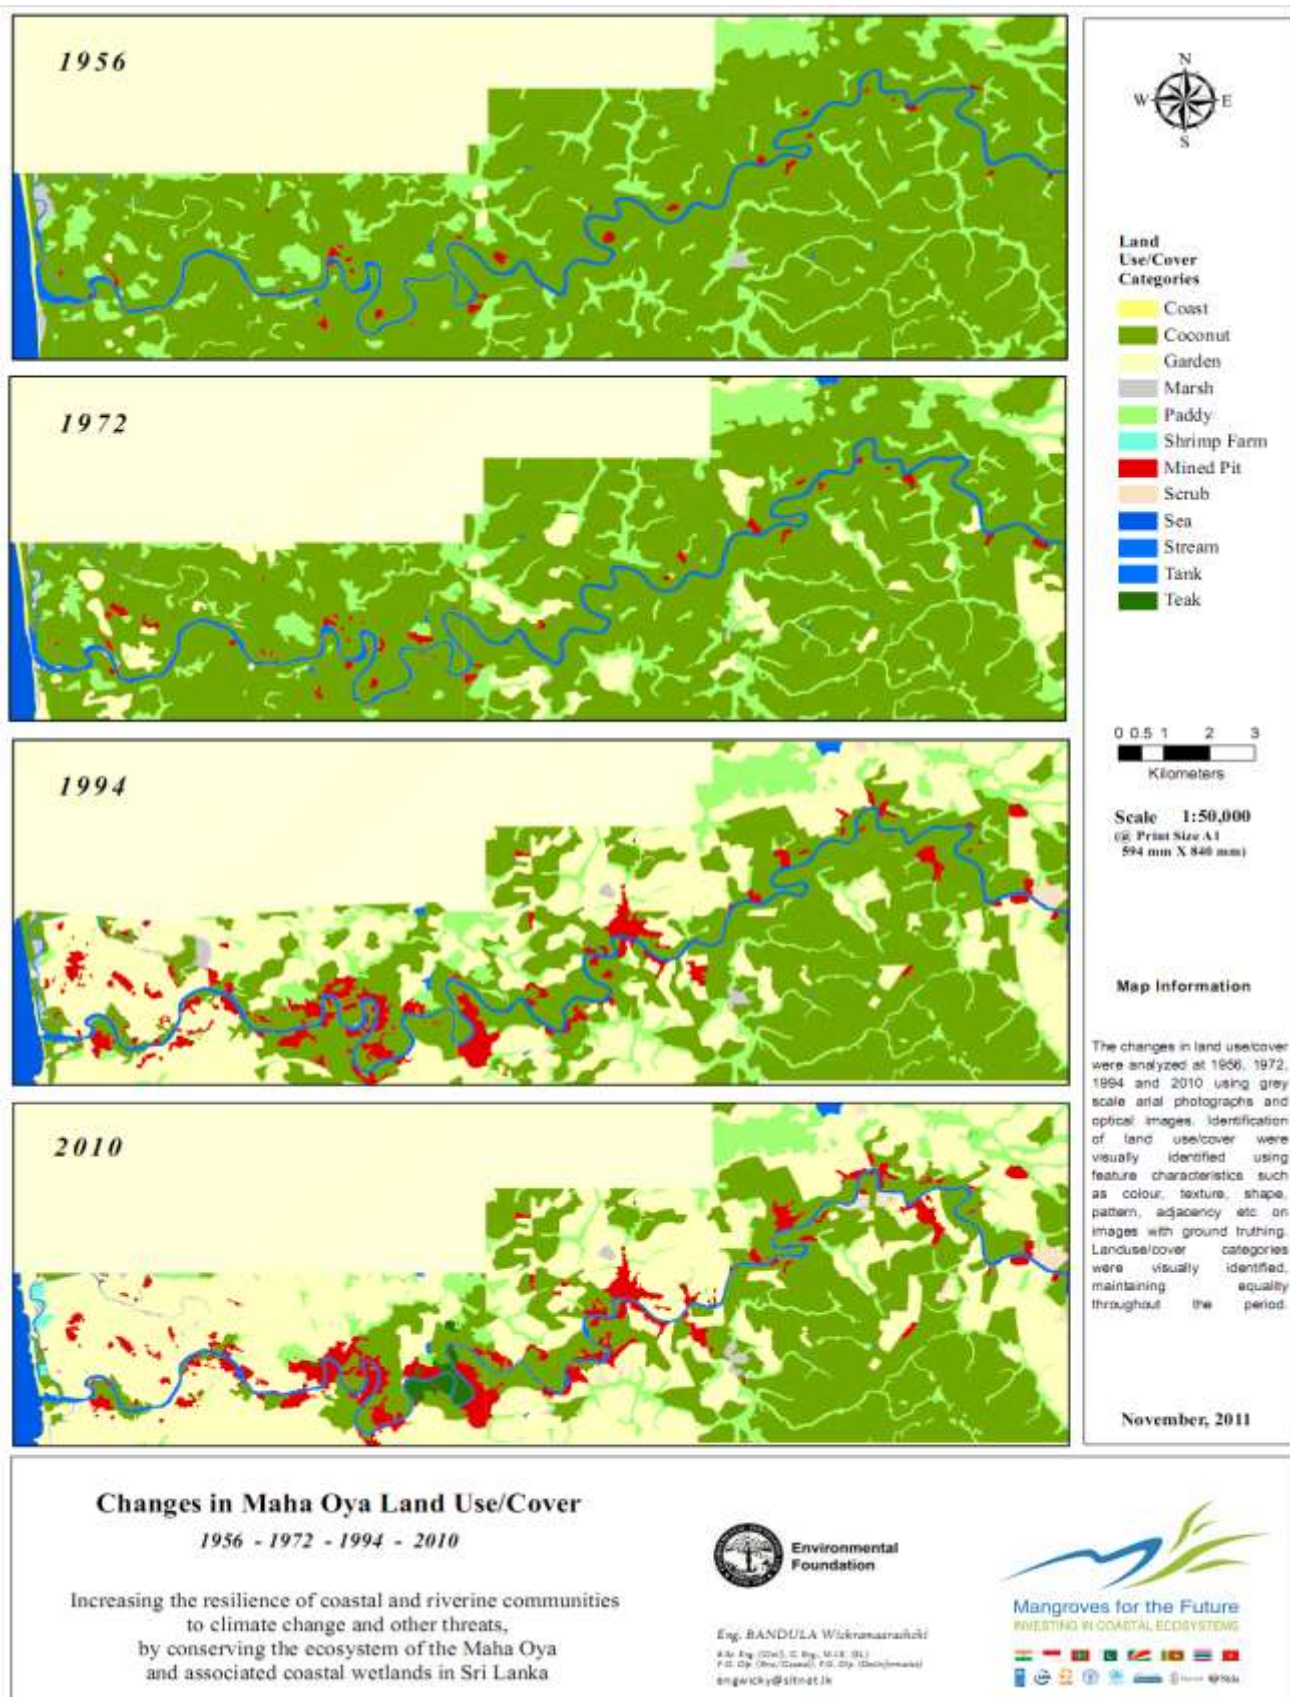 1956
1972
1994
2010
N
W E
S
Land
Use/Cover
Categories
Coast
Coconut
Garden
Marsh
Paddy
Shrimp Farm
Mined Pit
Scrub
Sea
Stream
Tank
Teak
0 0.5 1 2 3
Kilometers
Scale 1:50,000
(@ Print Size A1
594 mm X 840 mm)
Map Information
The changes in land use/cover
were analyzed at 1956, 1972,
1994 and 2010 using grey
scale arial photographs and
optical images. Identification
of land use/cover were
visually identified using
feature characteristics such
as colour, texture, shape,
pattern, adjacency etc on
images with ground truthing.
Landuse/cover categories
were visually identified,
maintaining equality
throughout the period.
November, 2011
Changes in Maha Oya Land Use/Cover
1956 - 1972 - 1994 - 2010
Increasing the resilience of coastal and riverine communities
to climate change and other threats,
by conserving the ecosystem of the Maha Oya
and associated coastal wetlands in Sri Lanka
Environmental
Foundation
Eng. BANDULA
engwicky@sltnet.lk
Mangroves for the Future
INVESTING IN COASTAL ECOSYSTEMS